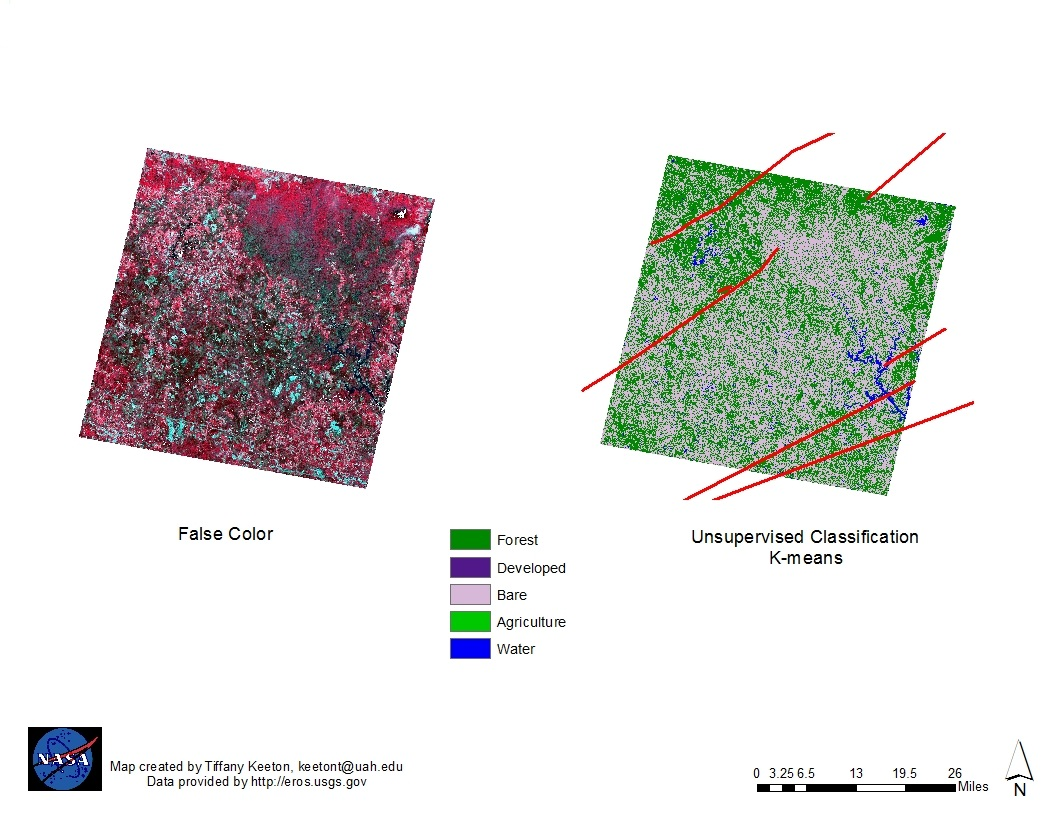 False Color
Unsupervised Classification
K-means
Forest
Developed
Bare
Agriculture
Water
NASA
Map created by Tiffany Keeton, keetont@uah.edu
Data provided by http://eros.usgs.gov
0 3.25 6.5 13 19.5 26
Miles
N